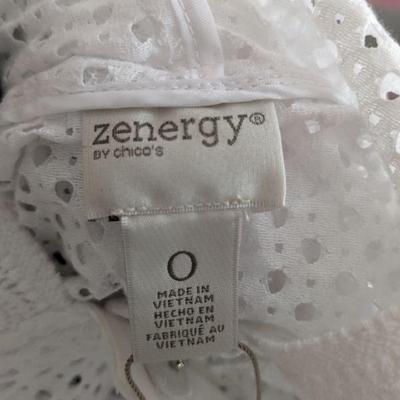 zenergy®
BY chico's
0
MADE IN
VIETNAM
HECHO EN
VIETNAM
FABRIQUÉ AU
VIETNAM